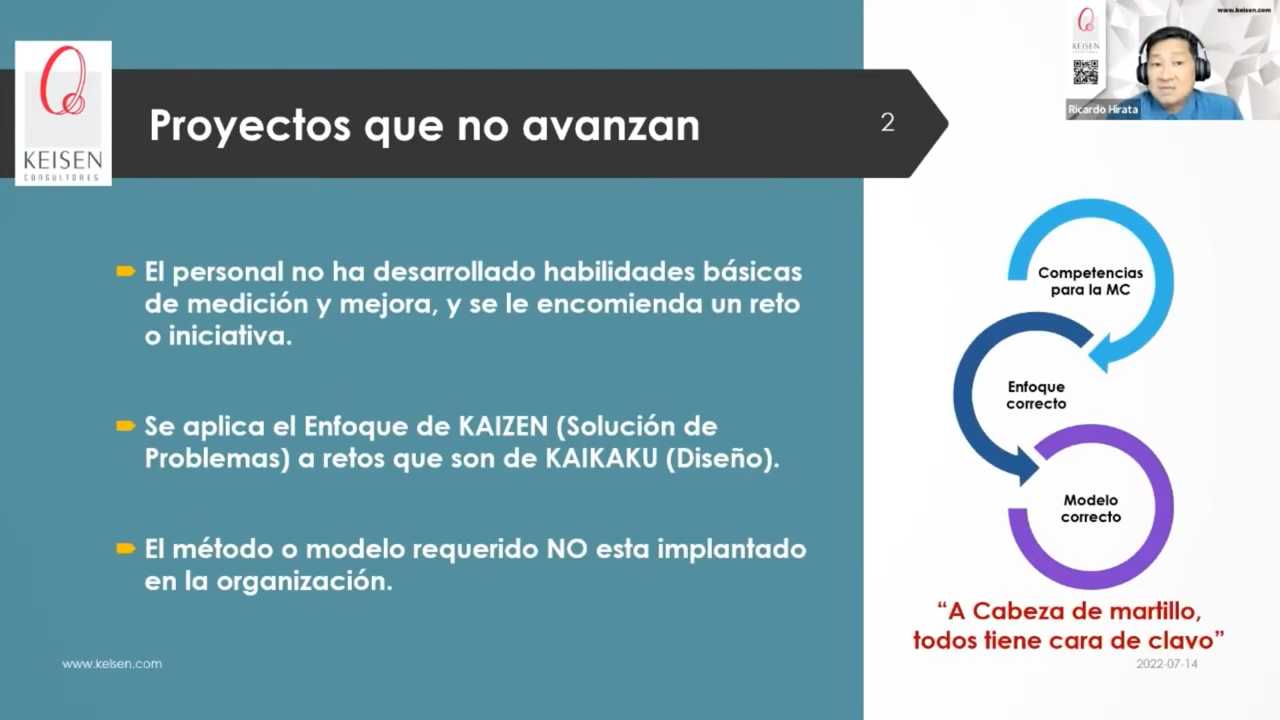 www.keisen.com
KEISEN
CONSULTORES
Proyectos que no avanzan
2
KEISEN
Ricardo Hirata
El personal no ha desarrollado habilidades básicas
de medición y mejora, y se le encomienda un reto
o iniciativa.
Se aplica el Enfoque de KAIZEN (Solución de
Problemas) a retos que son de KAIKAKU (Diseño).
El método o modelo requerido NO esta implantado
en la organización.
Competencias
para la MC
Enfoque
correcto
Modelo
correcto
“A Cabeza de martillo,
todos tiene cara de clavo”
www.keisen.com
2022-07-14